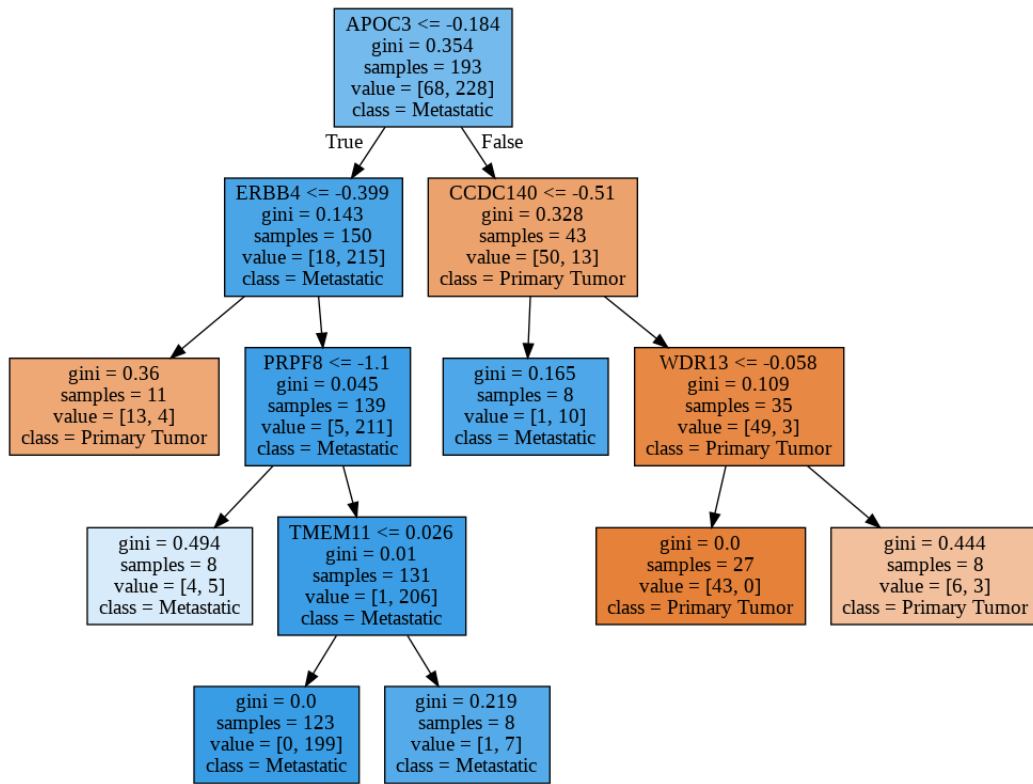 APOC3 <= -0.184
gini = 0.354
samples = 193
value = [68, 228]
class = Metastatic
True
False
ERBB4 <= -0.399
gini = 0.143
samples = 150
value = [18, 215]
class = Metastatic
CCDC140 <= -0.51
gini = 0.328
samples = 43
value = [50, 13]
class = Primary Tumor
gini = 0.36
samples = 11
value = [13, 4]
class = Primary Tumor
PRPF8 <= -1.1
gini = 0.045
samples = 139
value = [5, 211]
class = Metastatic
gini = 0.165
samples = 8
value = [1, 10]
class = Metastatic
WDR13 <= -0.058
gini = 0.109
samples = 35
value = [49, 3]
class = Primary Tumor
gini = 0.494
samples = 8
value = [4, 5]
class = Metastatic
TMEM11 <= 0.026
gini = 0.01
samples = 131
value = [1, 206]
class = Metastatic
gini = 0.0
samples = 27
value = [43, 0]
class = Primary Tumor
gini = 0.444
samples = 8
value = [6, 3]
class = Primary Tumor
gini = 0.0
samples = 123
value = [0, 199]
class = Metastatic
gini = 0.219
samples = 8
value = [1, 7]
class = Metastatic